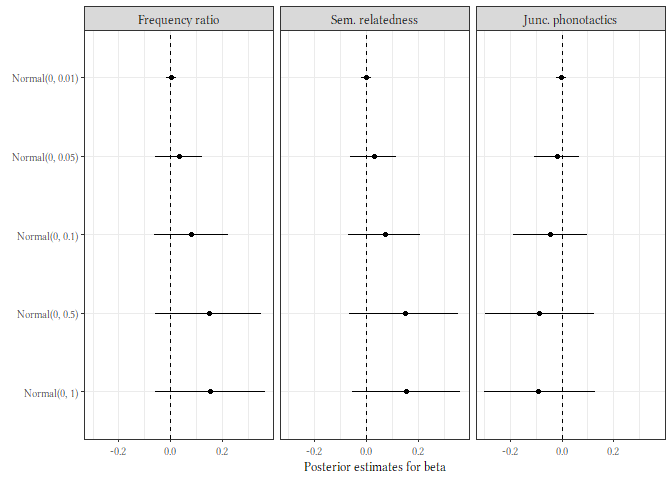 Frequency ratio
Sem. relatedness
Junc. phonotactics
Normal(0, 0.01)
Normal(0, 0.05)
Normal(0, 0.1)
Normal(0, 0.5)
Normal(0, 1)
-0.2 0.0 0.2
-0.2 0.0 0.2
-0.2 0.0 0.2
Posterior estimates for beta